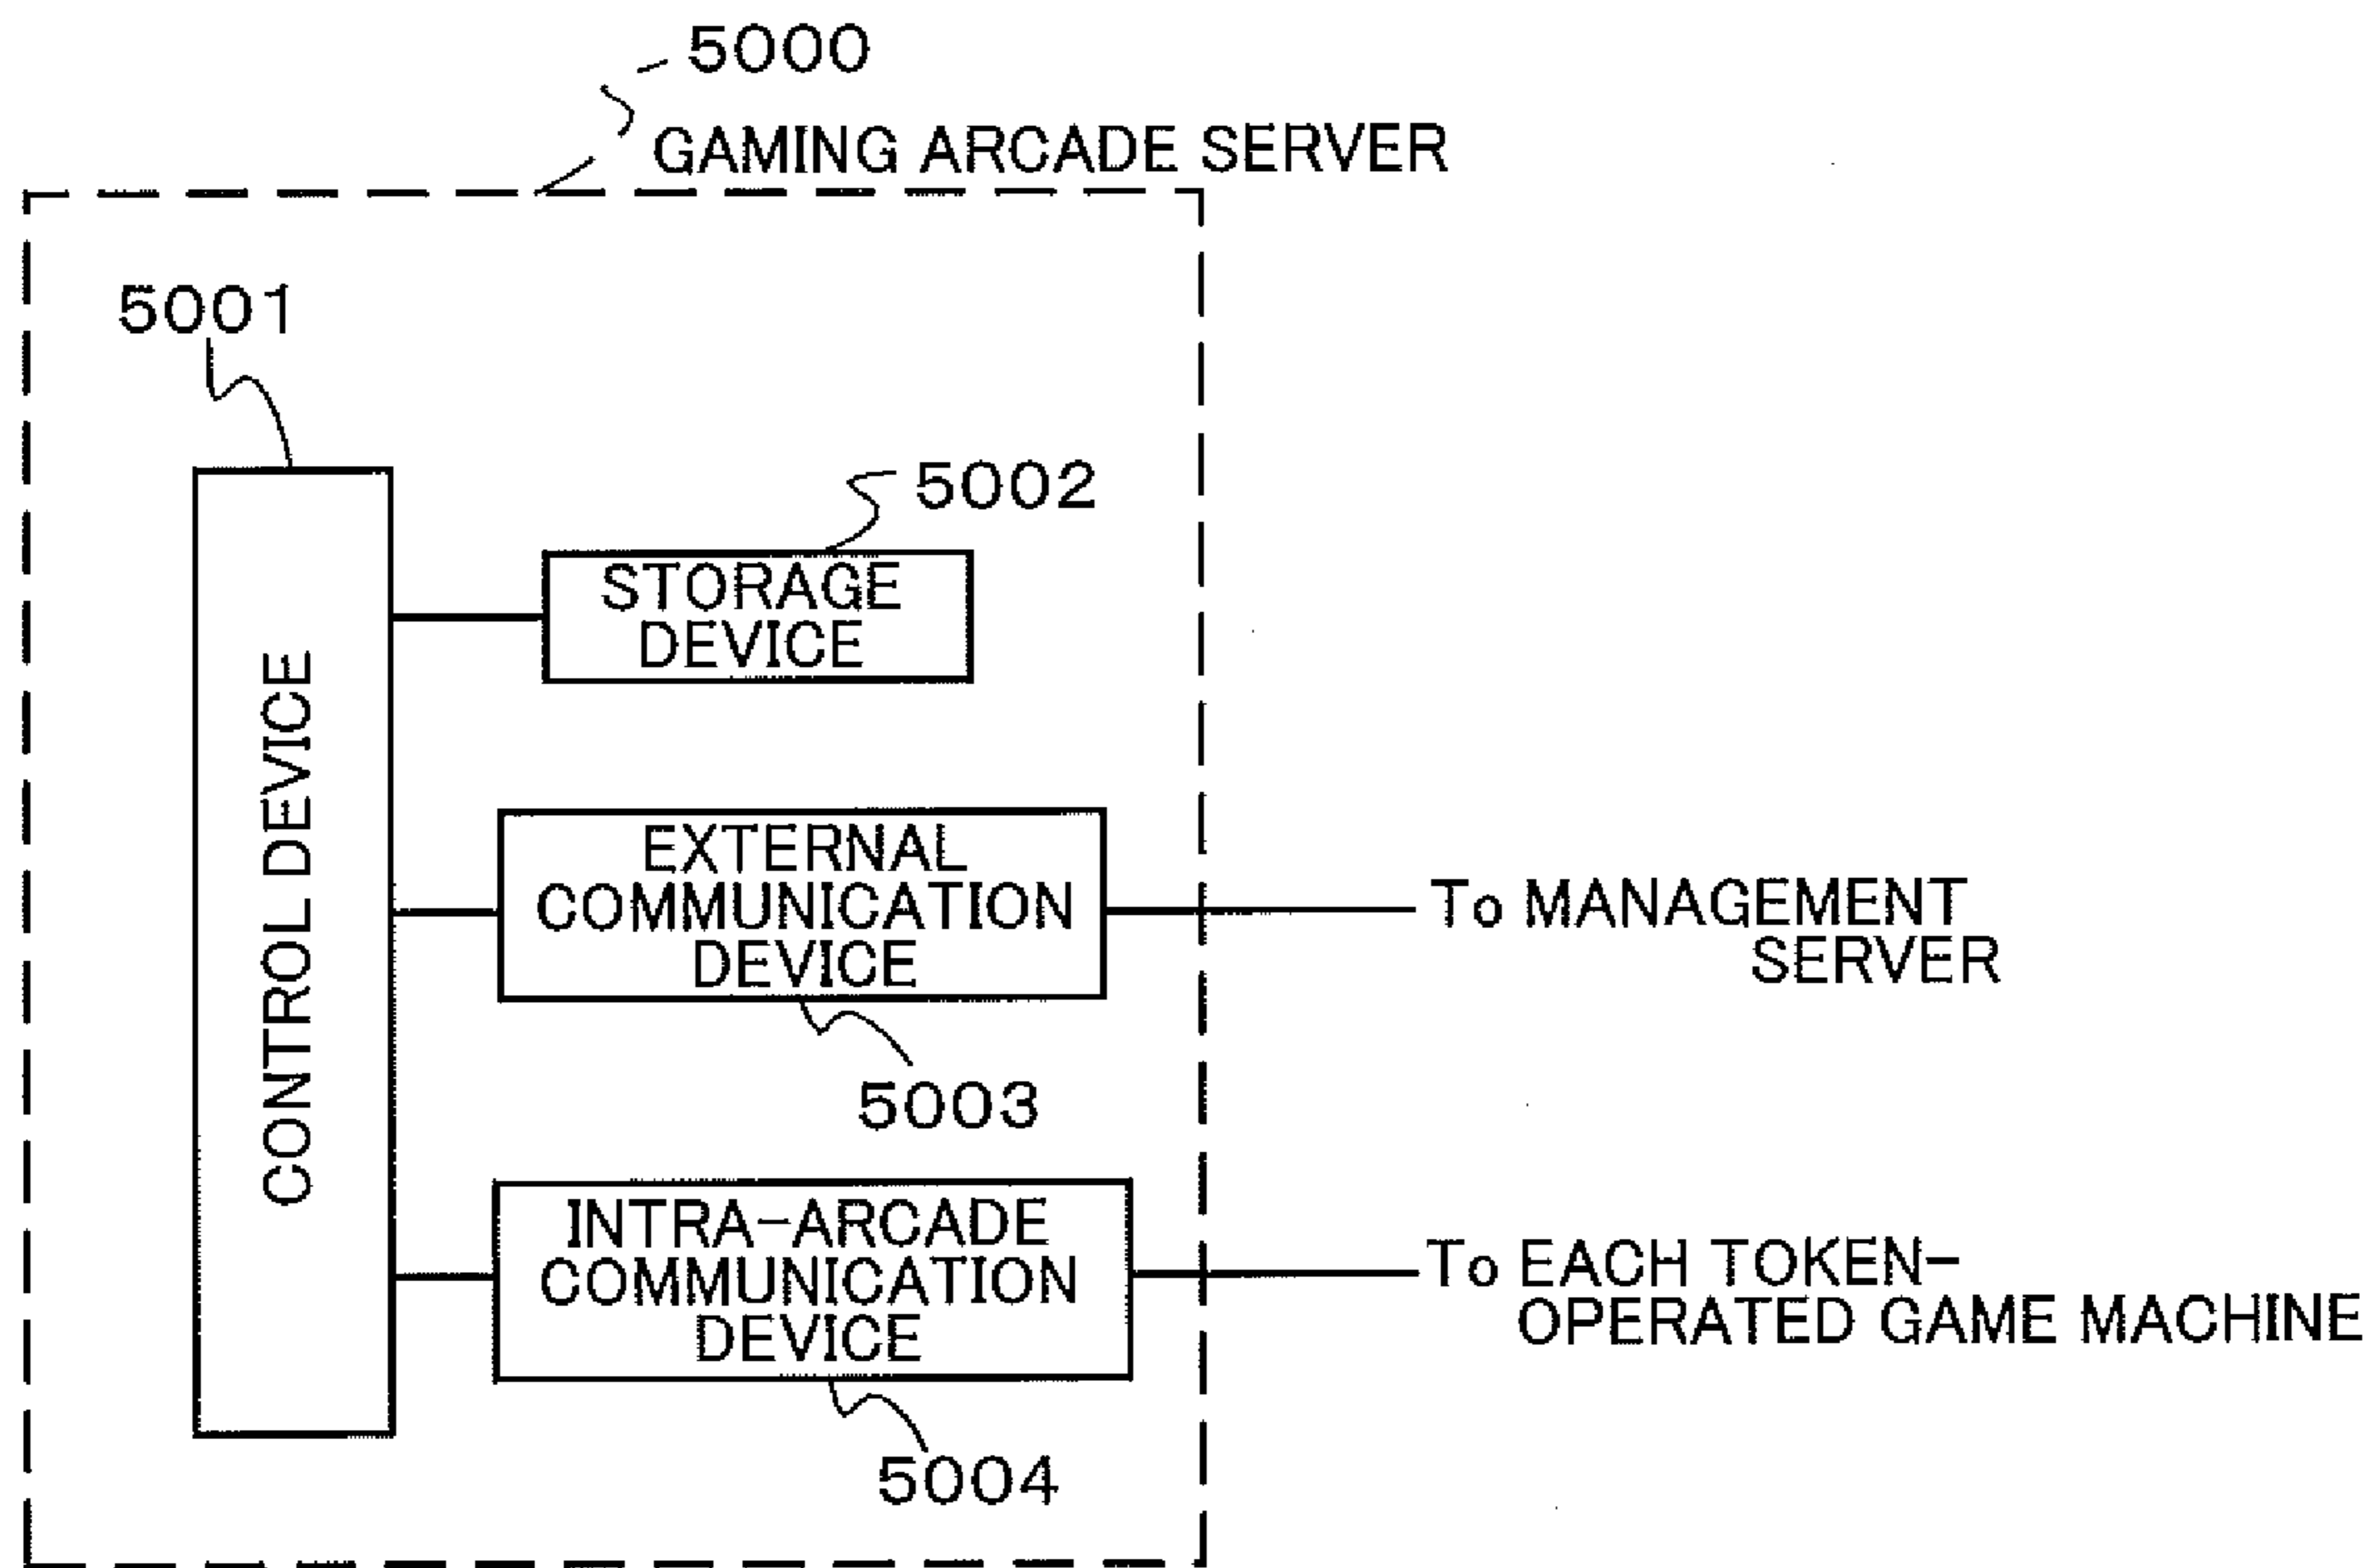 5000
GAMING ARCADE SERVER
5001
5002
STORAGE
DEVICE
CONTROL DEVICE
EXTERNAL
COMMUNICATION
DEVICE
To MANAGEMENT
SERVER
5003
INTRA-ARCADE
COMMUNICATION
DEVICE
To EACH TOKEN-
OPERATED GAME MACHINE
5004